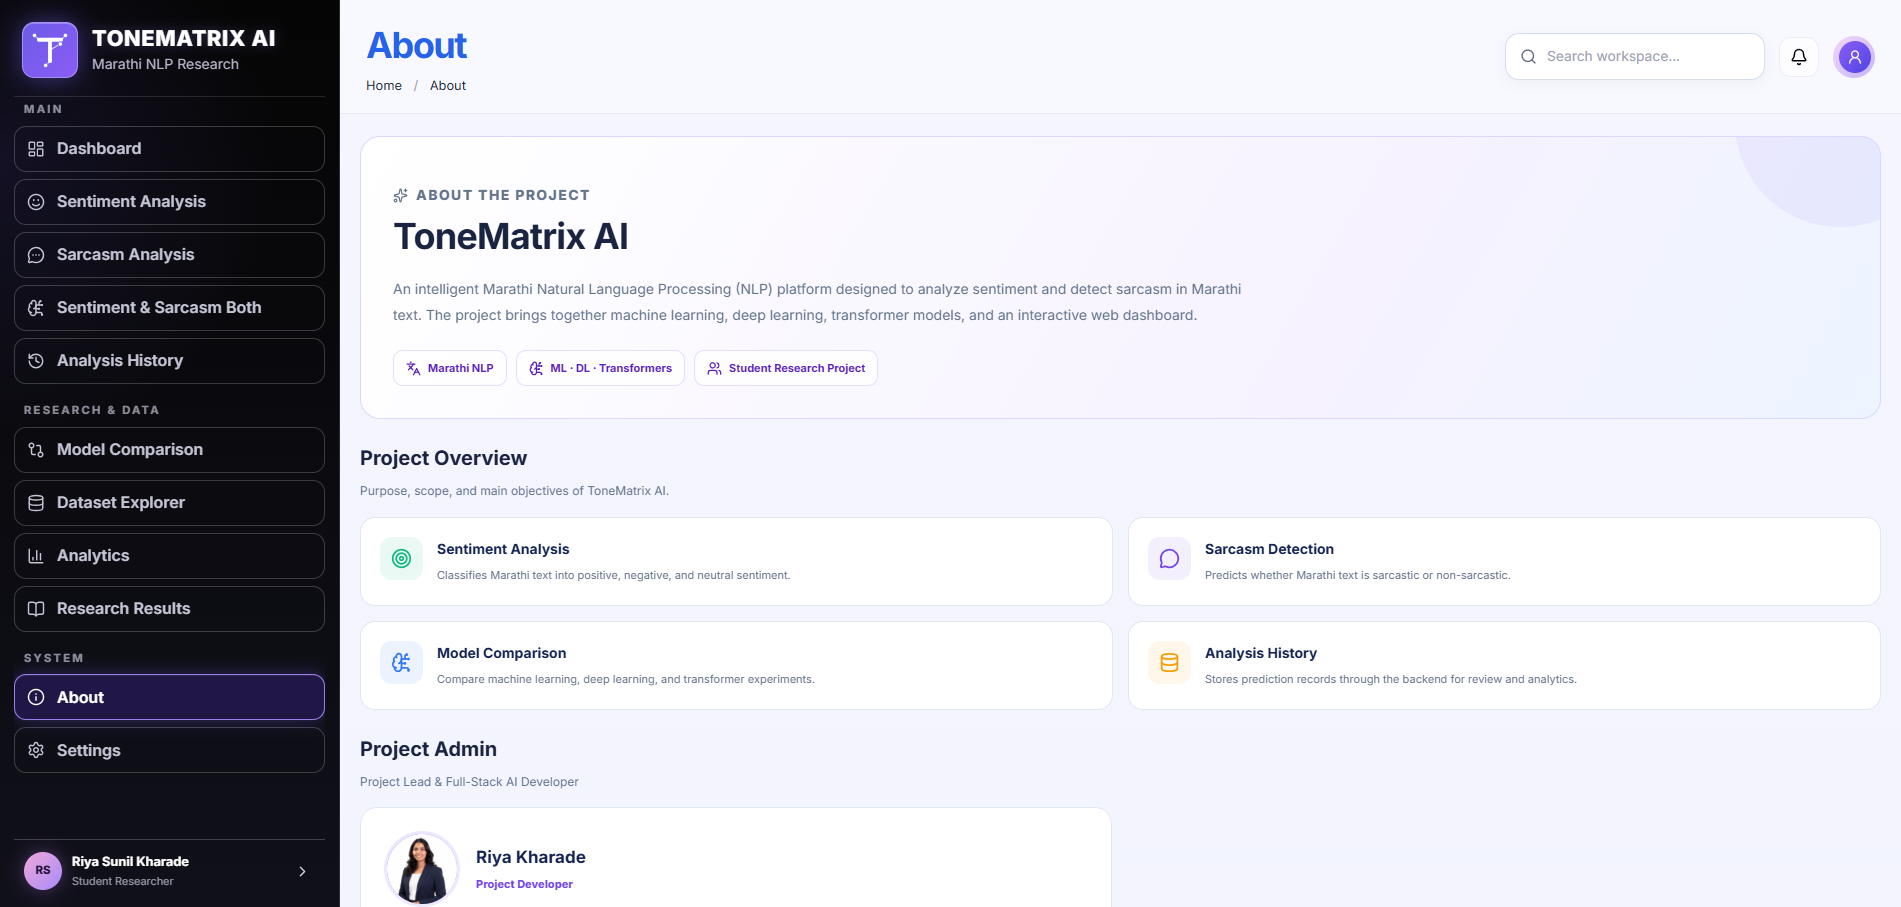 TONEMATRIX AI
Marathi NLP Research
MAIN
Dashboard
Sentiment Analysis
Sarcasm Analysis
Sentiment & Sarcasm Both
Analysis History
RESEARCH & DATA
Model Comparison
Dataset Explorer
Analytics
Research Results
SYSTEM
About
Settings
RS
Riya Sunil Kharade
Student Researcher
About
Home / About
Search workspace...
ABOUT THE PROJECT
ToneMatrix AI
An intelligent Marathi Natural Language Processing (NLP) platform designed to analyze sentiment and detect sarcasm in Marathi
text. The project brings together machine learning, deep learning, transformer models, and an interactive web dashboard.
Marathi NLP
ML · DL · Transformers
Student Research Project
Project Overview
Purpose, scope, and main objectives of ToneMatrix AI.
Sentiment Analysis
Classifies Marathi text into positive, negative, and neutral sentiment.
Sarcasm Detection
Predicts whether Marathi text is sarcastic or non-sarcastic.
Model Comparison
Compare machine learning, deep learning, and transformer experiments.
Analysis History
Stores prediction records through the backend for review and analytics.
Project Admin
Project Lead & Full-Stack AI Developer
Riya Kharade
Project Developer